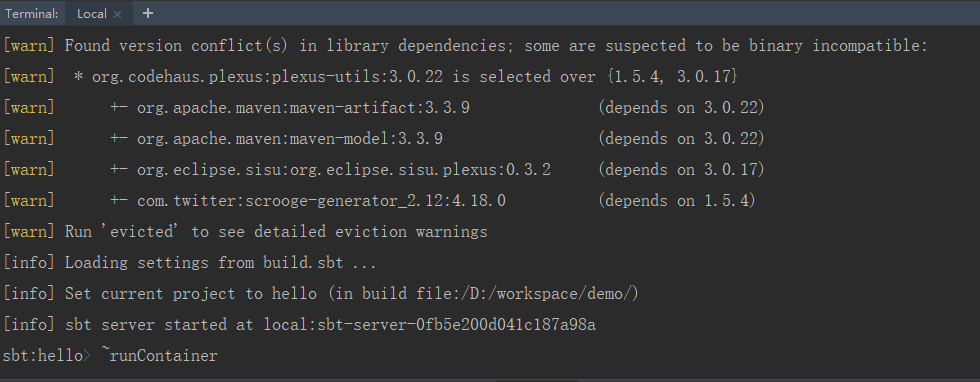 Terminal: Local × +
[warn] Found version conflict(s) in library dependencies; some are suspected to be binary incompatible:
[warn]  * org.codehaus.plexus:plexus-utils:3.0.22 is selected over {1.5.4, 3.0.17}
[warn]      +- org.apache.maven:maven-artifact:3.3.9              (depends on 3.0.22)
[warn]      +- org.apache.maven:maven-model:3.3.9                 (depends on 3.0.22)
[warn]      +- org.eclipse.sisu:org.eclipse.sisu.plexus:0.3.2     (depends on 3.0.17)
[warn]      +- com.twitter:scrooge-generator_2.12:4.18.0          (depends on 1.5.4)
[warn] Run 'evicted' to see detailed eviction warnings
[info] Loading settings from build.sbt ...
[info] Set current project to hello (in build file:/D:/workspace/demo/)
[info] sbt server started at local:sbt-server-0fb5e200d041c187a98a
sbt:hello> ~runContainer